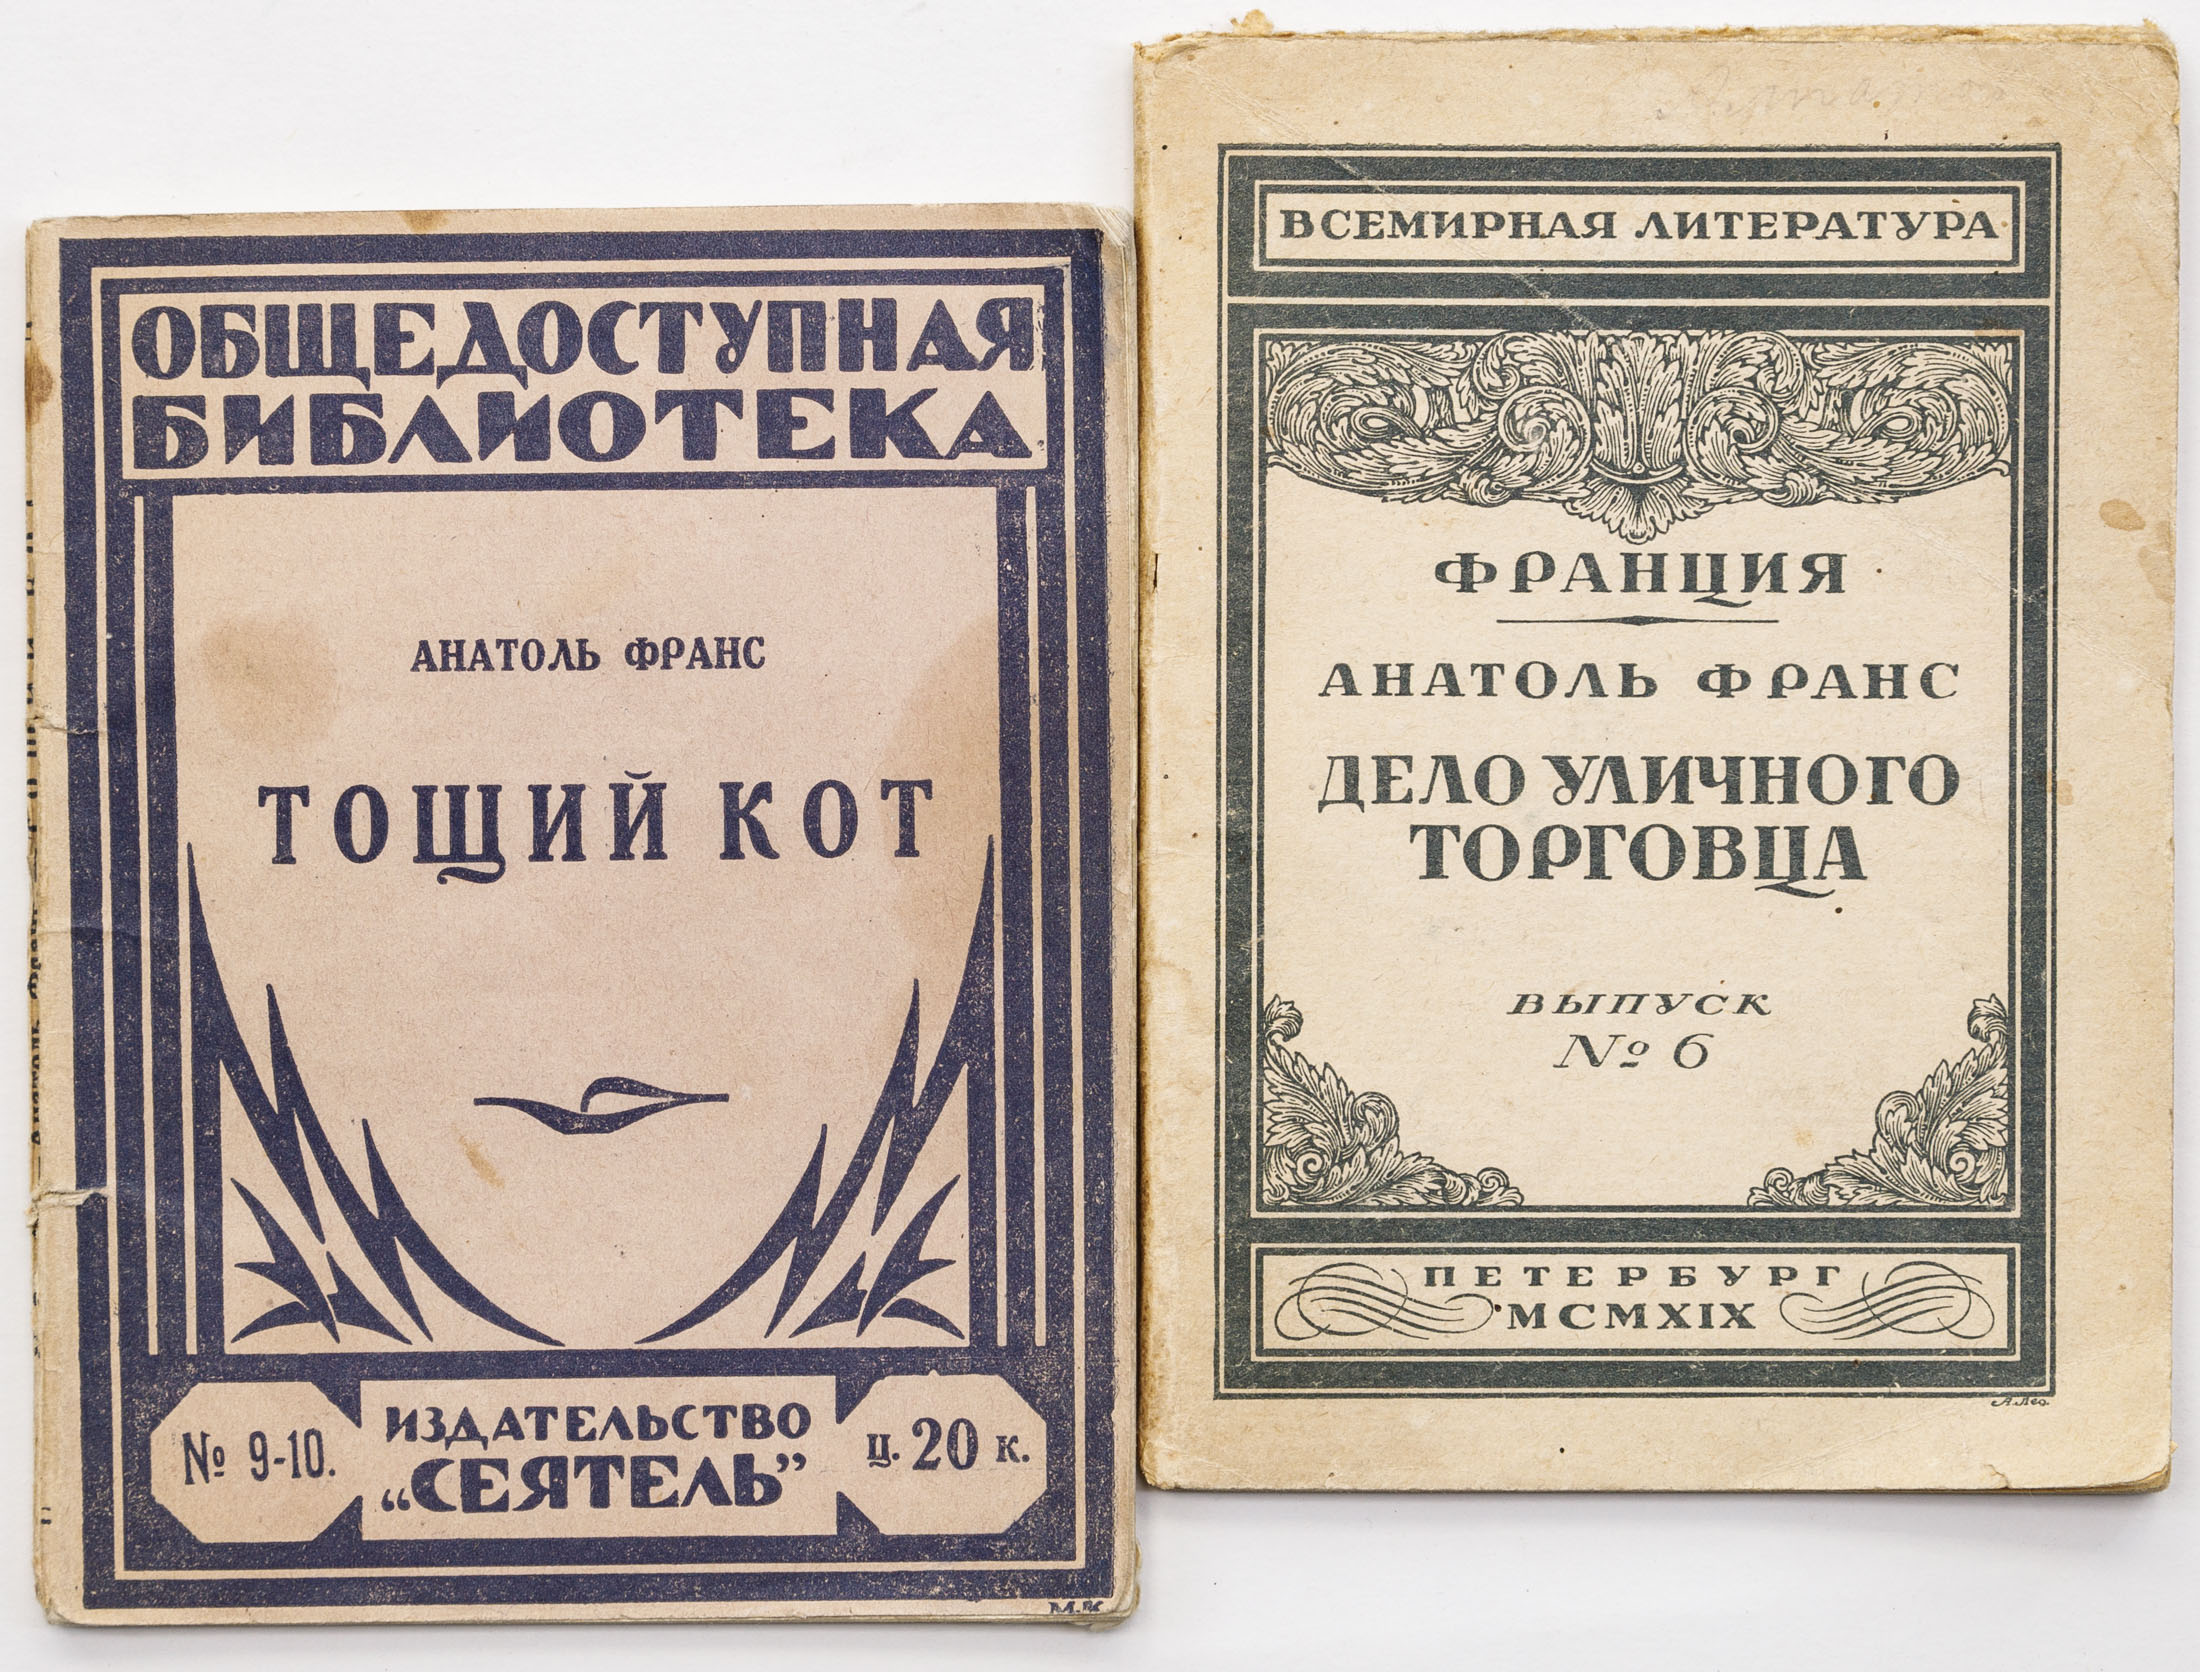 ОБЩЕДОСТУПНАЯ
БИБЛИОТЕКА
АНАТОЛЬ ФРАНС
ТОЩИЙ КОТ
№ 9-10.
ИЗДАТЕЛЬСТВО
„СЕЯТЕЛЬ”
Ц. 20 К.
М.К
ВСЕМИРНАЯ ЛИТЕРАТУРА
ФРАНЦИЯ
АНАТОЛЬ ФРАНС
ДЕЛО УЛИЧНОГО
ТОРГОВЦА
ВЫПУСК
№ 6
ПЕТЕРБУРГ
MCMXIX
А.Лео.